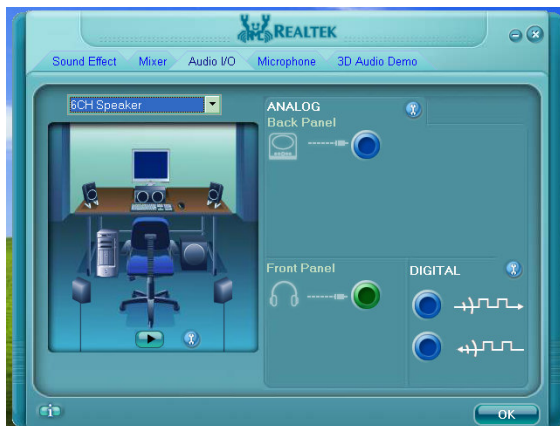 REALTEK
Sound Effect Mixer Audio I/O Microphone 3D Audio Demo
6CH Speaker
ANALOG
Back Panel
Front Panel
DIGITAL
OK